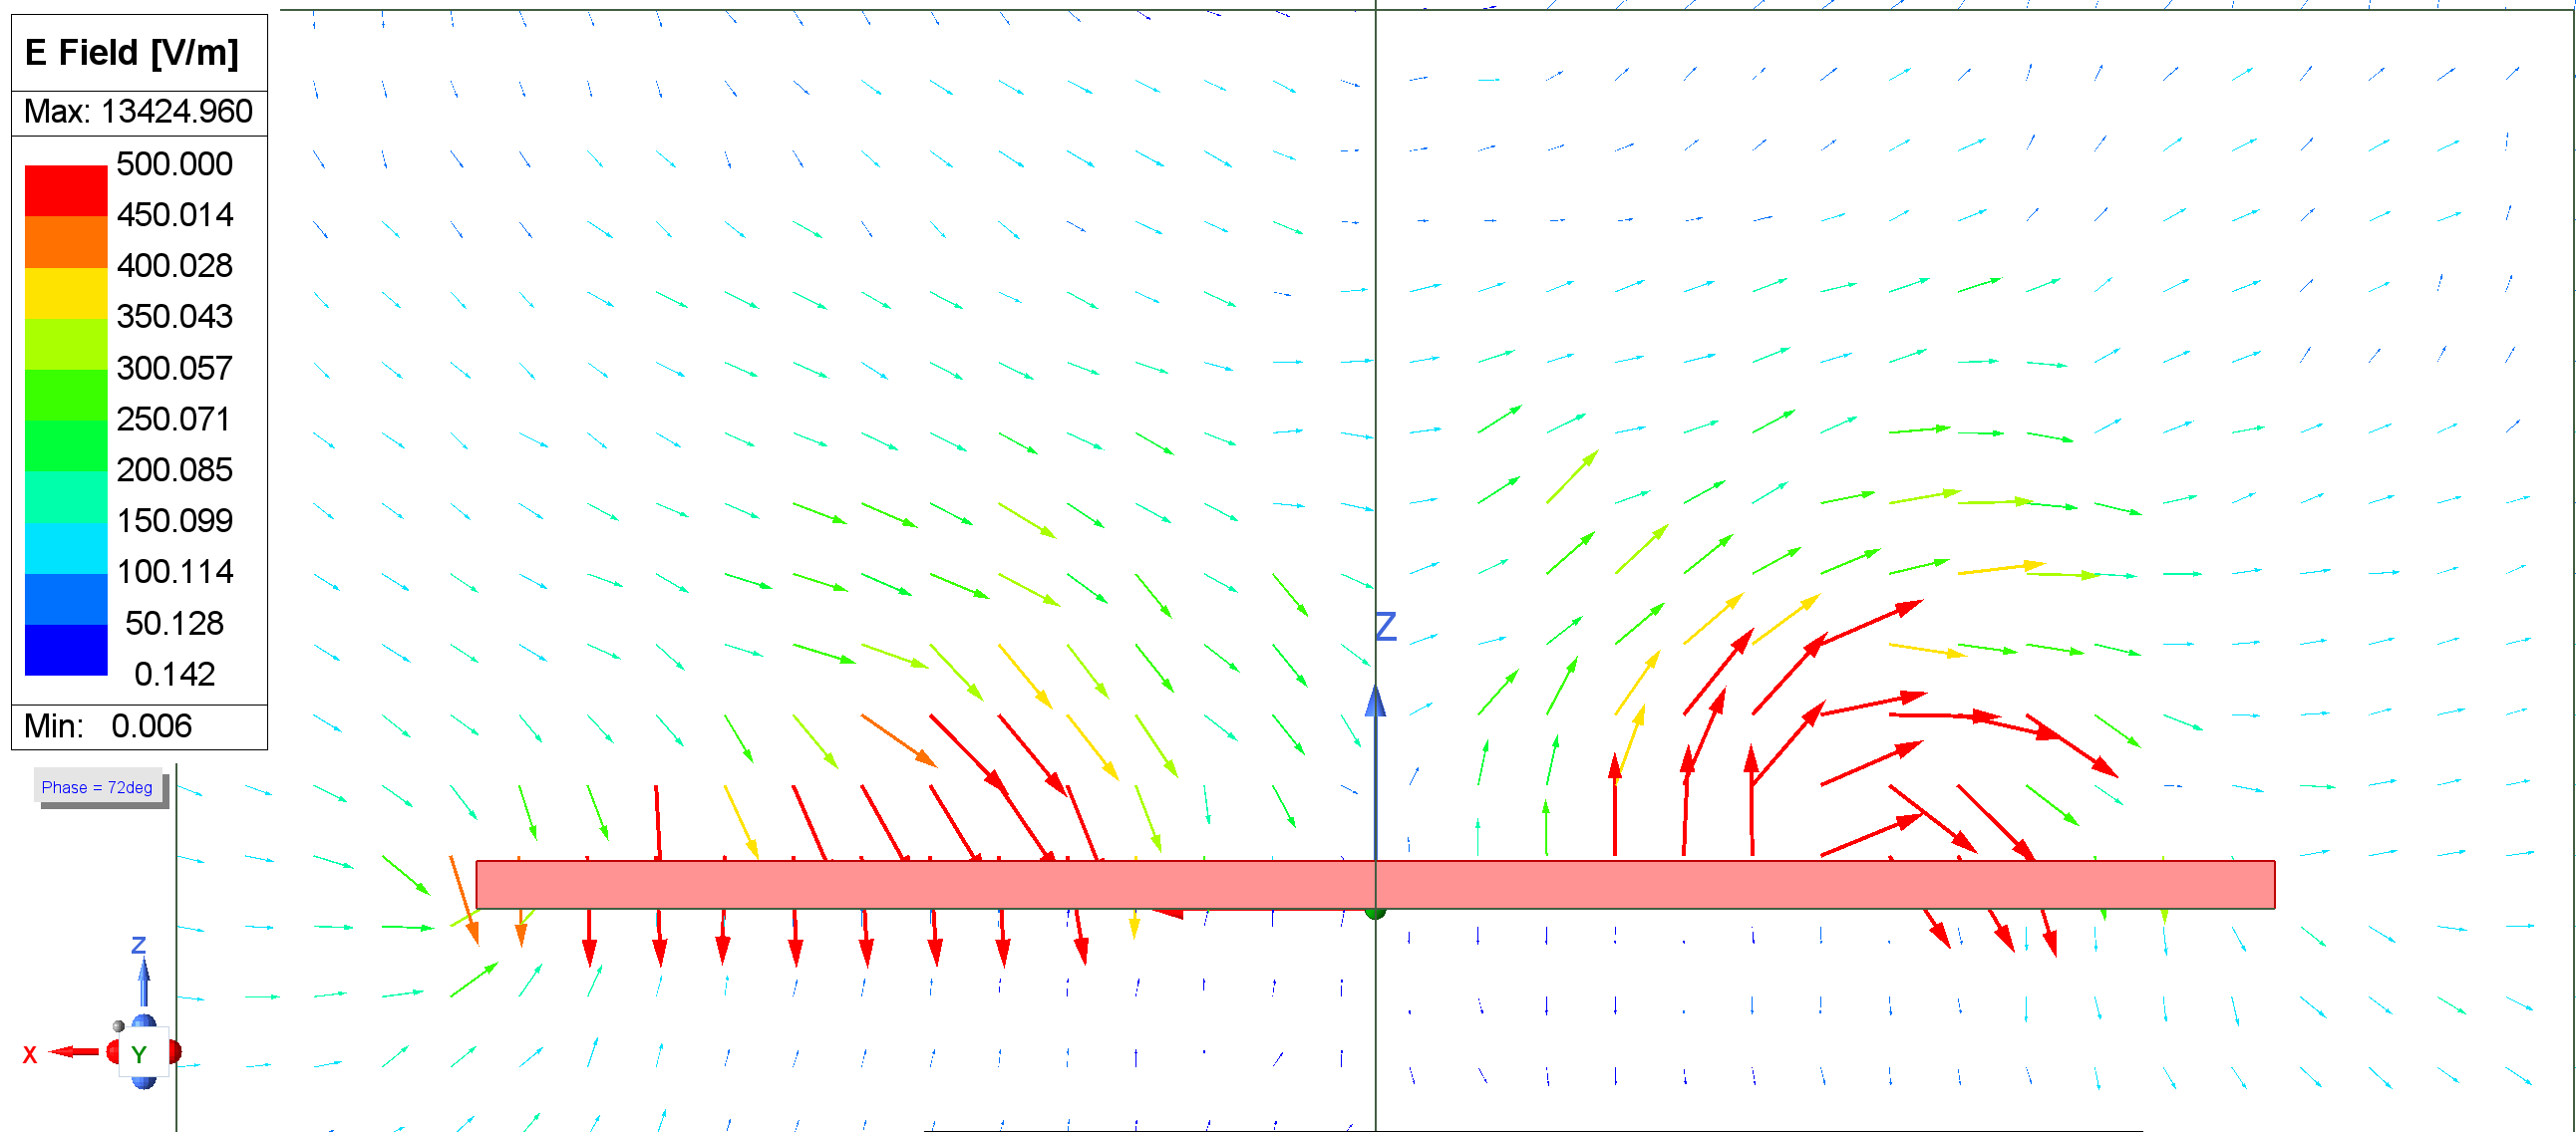 E Field [V/m]
Max: 13424.960
500.000
450.014
400.028
350.043
300.057
250.071
200.085
150.099
100.114
50.128
0.142
Min: 0.006
Phase = 72deg
Z
Z
X
Y